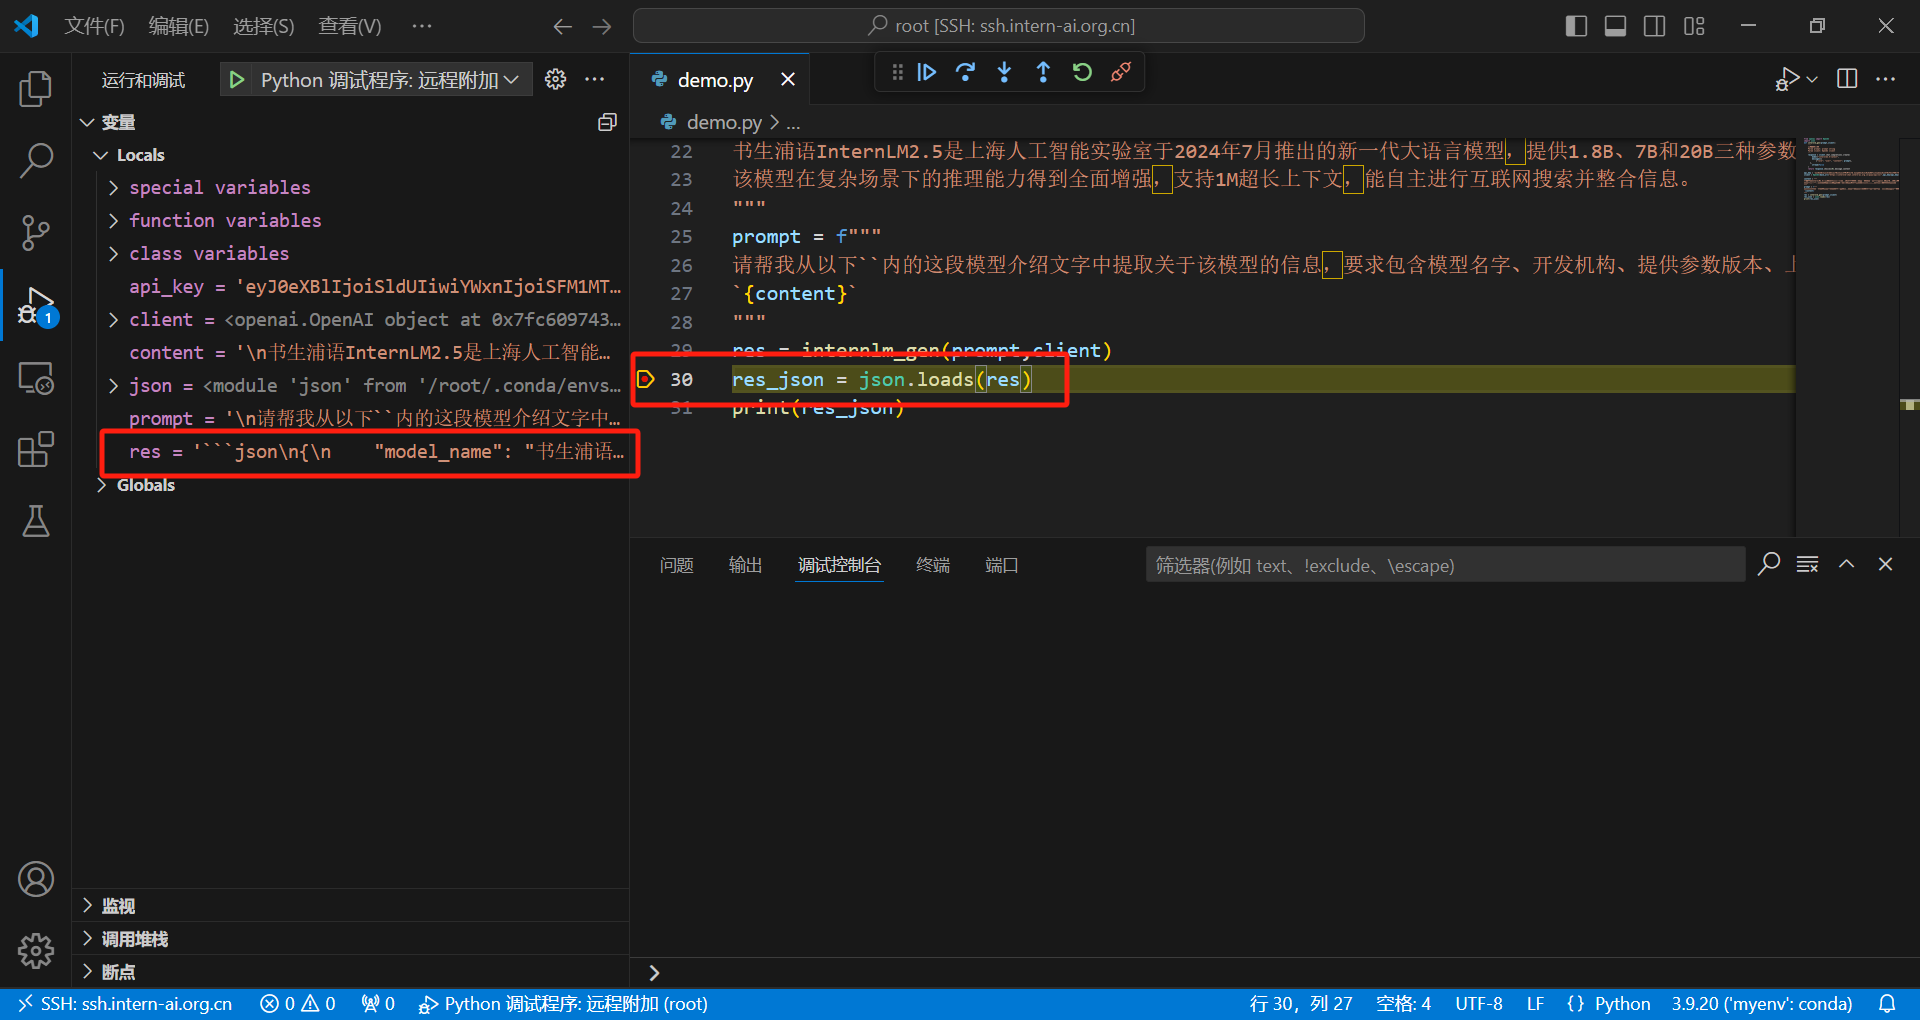 文件(F) 编辑(E) 选择(S) 查看(V) ··· root [SSH: ssh.intern-ai.org.cn]
运行和调试 Python 调试程序: 远程附加 ···
变量
Locals
special variables
function variables
class variables
api_key = 'eyJ0eXBlIjoiSldUIiwiYWxnIjoiSFM1MT...
client = <openai.OpenAI object at 0x7fc609743...
content = '\n书生浦语InternLM2.5是上海人工智能...
json = <module 'json' from '/root/.conda/envs...
prompt = '\n请帮我从以下``内的这段模型介绍文字中...
res = '```json\n{\n    "model_name": "书生浦语...
Globals
监视
调用堆栈
断点
demo.py
demo.py > ...
22 书生浦语InternLM2.5是上海人工智能实验室于2024年7月推出的新一代大语言模型，提供1.8B、7B和20B三种参数
23 该模型在复杂场景下的推理能力得到全面增强，支持1M超长上下文，能自主进行互联网搜索并整合信息。
24 """
25 prompt = f"""
26 请帮我从以下``内的这段模型介绍文字中提取关于该模型的信息，要求包含模型名字、开发机构、提供参数版本、上
27 `{content}`
28 """
29 res = internlm_gen(prompt,client)
30 res_json = json.loads(res)
31 print(res_json)
问题 输出 调试控制台 终端 端口 筛选器(例如 text、!exclude、\escape)
1
SSH: ssh.intern-ai.org.cn 0 0 0 Python 调试程序: 远程附加 (root) 行 30，列 27 空格: 4 UTF-8 LF {} Python 3.9.20 ('myenv': conda)